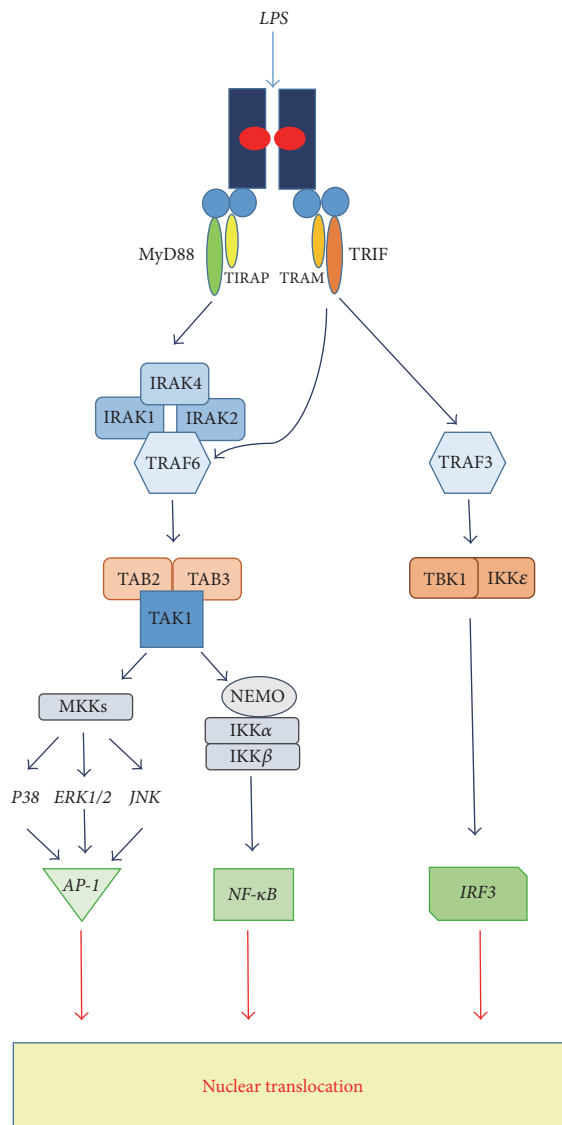 LPS
MyD88
TIRAP
TRAM
TRIF
IRAK4
IRAK1
IRAK2
TRAF6
TRAF3
TAB2
TAB3
TBK1
IKKε
TAK1
NEMO
MKKs
IKKα
IKKβ
P38
ERK1/2
JNK
AP-1
NF-κB
IRF3
Nuclear translocation